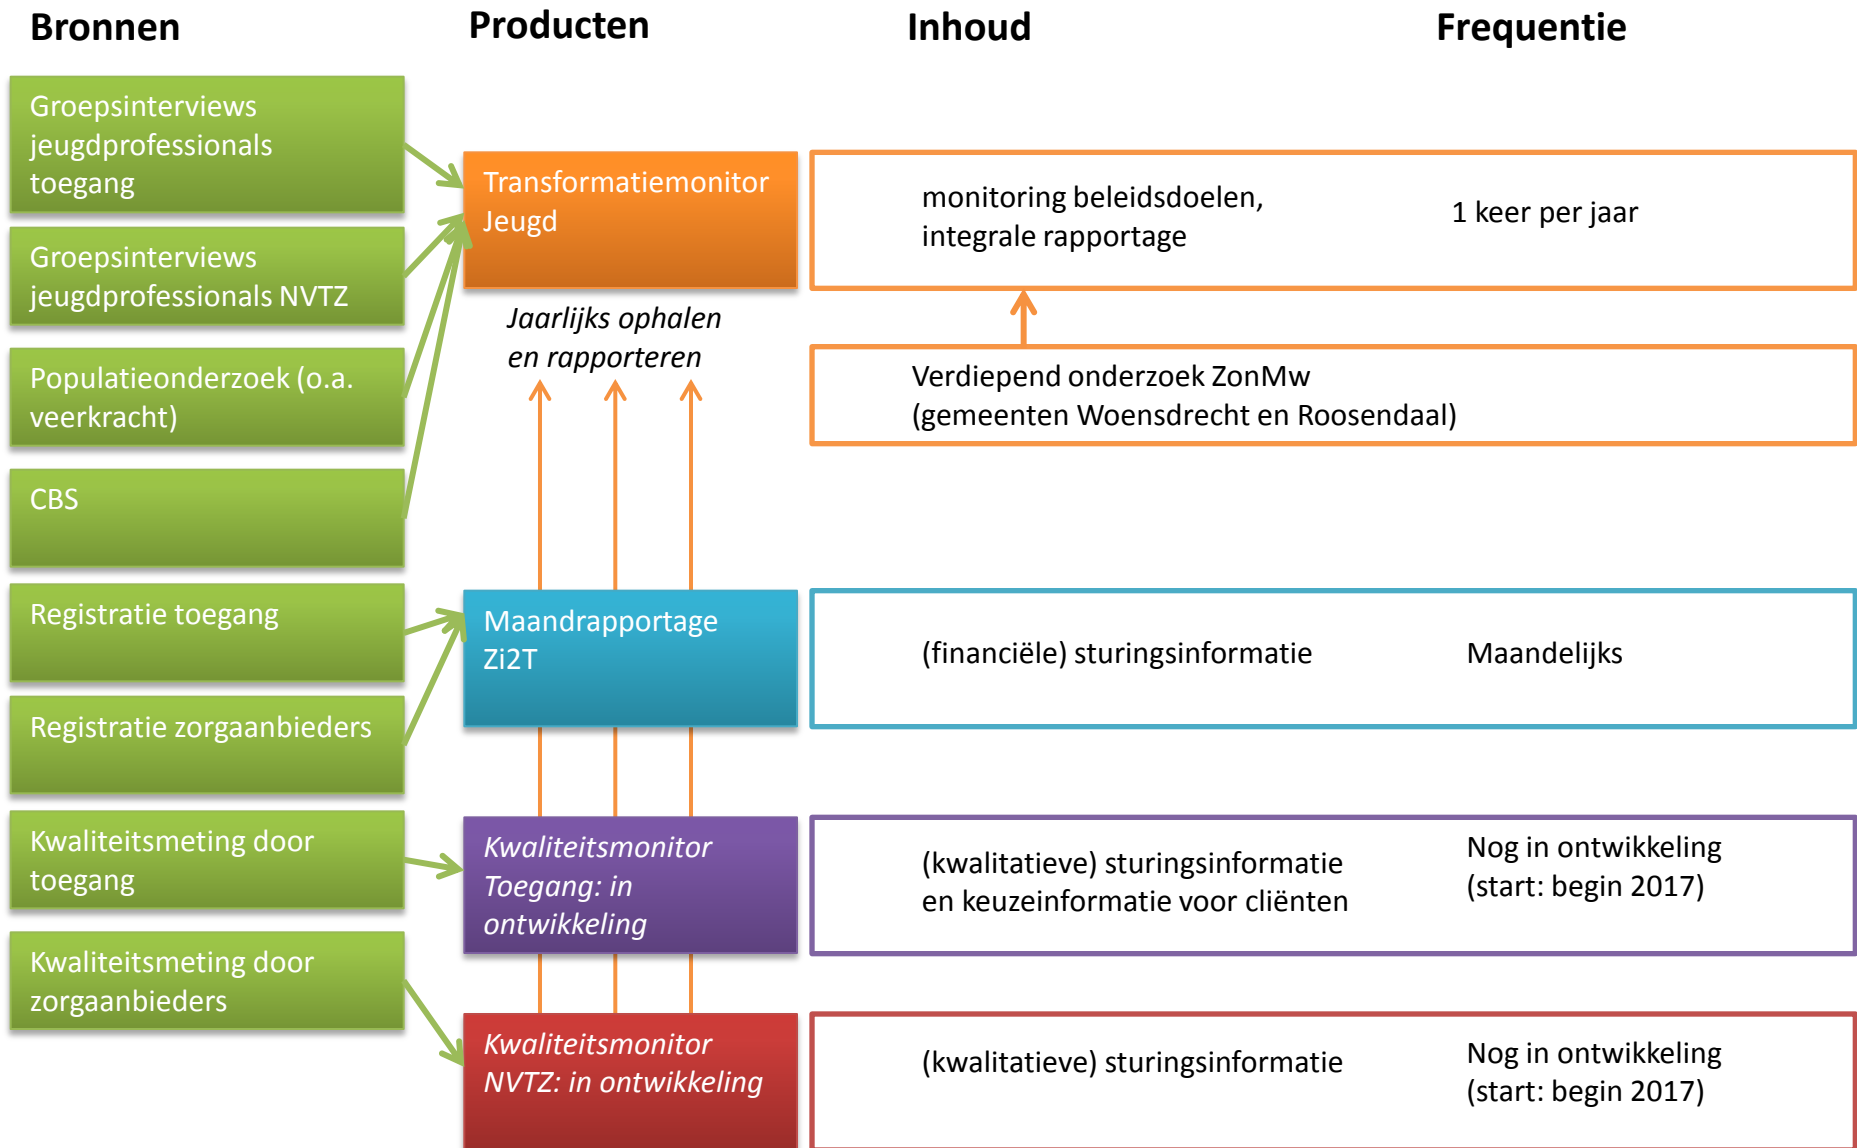 Bronnen
Producten
Inhoud
Frequentie
Groepsinterviews
jeugdprofessionals
toegang
Groepsinterviews
jeugdprofessionals NVTZ
Populatieonderzoek (o.a.
veerkracht)
CBS
Registratie toegang
Registratie zorgaanbieders
Kwaliteitsmeting door
toegang
Kwaliteitsmeting door
zorgaanbieders
Transformatiemonitor
Jeugd
Jaarlijks ophalen
en rapporteren
Maandrapportage
Zi2T
Kwaliteitsmonitor
Toegang: in
ontwikkeling
Kwaliteitsmonitor
NVTZ: in ontwikkeling
monitoring beleidsdoelen,
integrale rapportage
1 keer per jaar
Verdiepend onderzoek ZonMw
(gemeenten Woensdrecht en Roosendaal)
(financiële) sturingsinformatie
Maandelijks
(kwalitatieve) sturingsinformatie
en keuzeinformatie voor cliënten
Nog in ontwikkeling
(start: begin 2017)
(kwalitatieve) sturingsinformatie
Nog in ontwikkeling
(start: begin 2017)